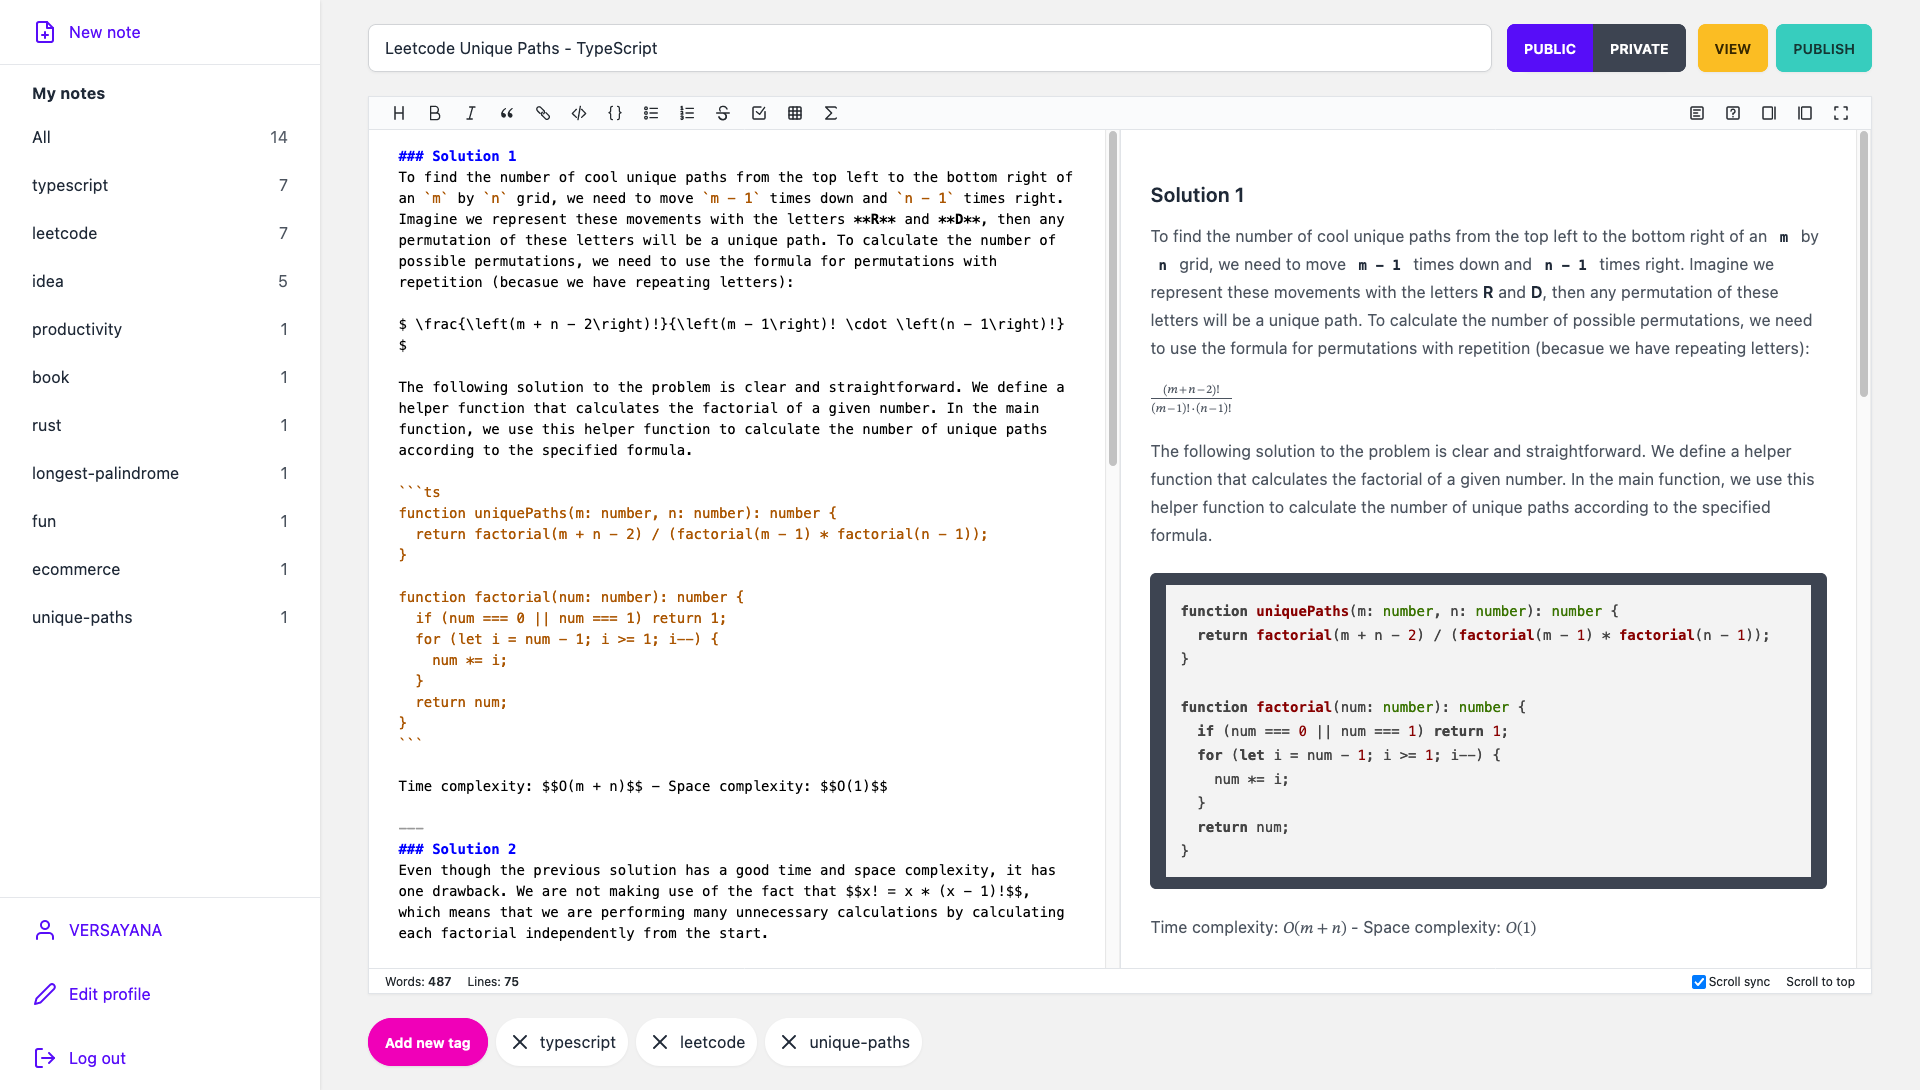 New note
My notes
All 14
typescript 7
leetcode 7
idea 5
productivity 1
book 1
rust 1
longest-palindrome 1
fun 1
ecommerce 1
unique-paths 1
VERSAYANA
Edit profile
Log out
Leetcode Unique Paths - TypeScript
PUBLIC PRIVATE VIEW PUBLISH
### Solution 1
To find the number of cool unique paths from the top left to the bottom right of
an `m` by `n` grid, we need to move `m - 1` times down and `n - 1` times right.
Imagine we represent these movements with the letters **R** and **D**, then any
permutation of these letters will be a unique path. To calculate the number of
possible permutations, we need to use the formula for permutations with
repetition (becasue we have repeating letters):
$ \frac{\left(m + n - 2\right)!}{\left(m - 1\right)! \cdot \left(n - 1\right)!}
$
The following solution to the problem is clear and straightforward. We define a
helper function that calculates the factorial of a given number. In the main
function, we use this helper function to calculate the number of unique paths
according to the specified formula.
```ts
function uniquePaths(m: number, n: number): number {
  return factorial(m + n - 2) / (factorial(m - 1) * factorial(n - 1));
}
function factorial(num: number): number {
  if (num === 0 || num === 1) return 1;
  for (let i = num - 1; i >= 1; i--) {
    num *= i;
  }
  return num;
}
```
Time complexity: $$O(m + n)$$ - Space complexity: $$O(1)$$
---
### Solution 2
Even though the previous solution has a good time and space complexity, it has
one drawback. We are not making use of the fact that $$x! = x * (x - 1)!$$,
which means that we are performing many unnecessary calculations by calculating
each factorial independently from the start.
Solution 1
To find the number of cool unique paths from the top left to the bottom right of an m by
n grid, we need to move m - 1 times down and n - 1 times right. Imagine we
represent these movements with the letters R and D, then any permutation of these
letters will be a unique path. To calculate the number of possible permutations, we need
to use the formula for permutations with repetition (becasue we have repeating letters):
(m+n−2)!
(m−1)!·(n−1)!
The following solution to the problem is clear and straightforward. We define a helper
function that calculates the factorial of a given number. In the main function, we use this
helper function to calculate the number of unique paths according to the specified
formula.
function uniquePaths(m: number, n: number): number {
  return factorial(m + n - 2) / (factorial(m - 1) * factorial(n - 1));
}
function factorial(num: number): number {
  if (num === 0 || num === 1) return 1;
  for (let i = num - 1; i >= 1; i--) {
    num *= i;
  }
  return num;
}
Time complexity: O(m + n) - Space complexity: O(1)
Words: 487 Lines: 75
Scroll sync Scroll to top
Add new tag typescript leetcode unique-paths